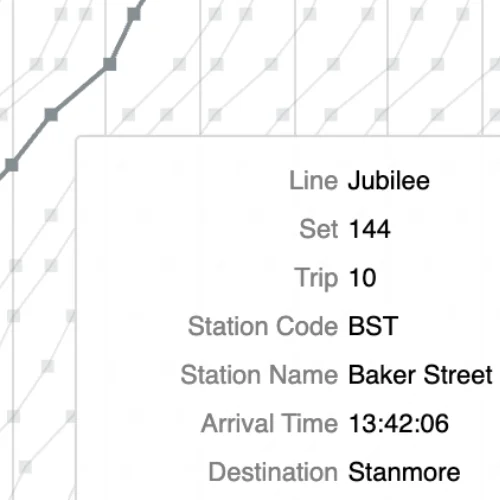 Line Jubilee
Set 144
Trip 10
Station Code BST
Station Name Baker Street
Arrival Time 13:42:06
Destination Stanmore